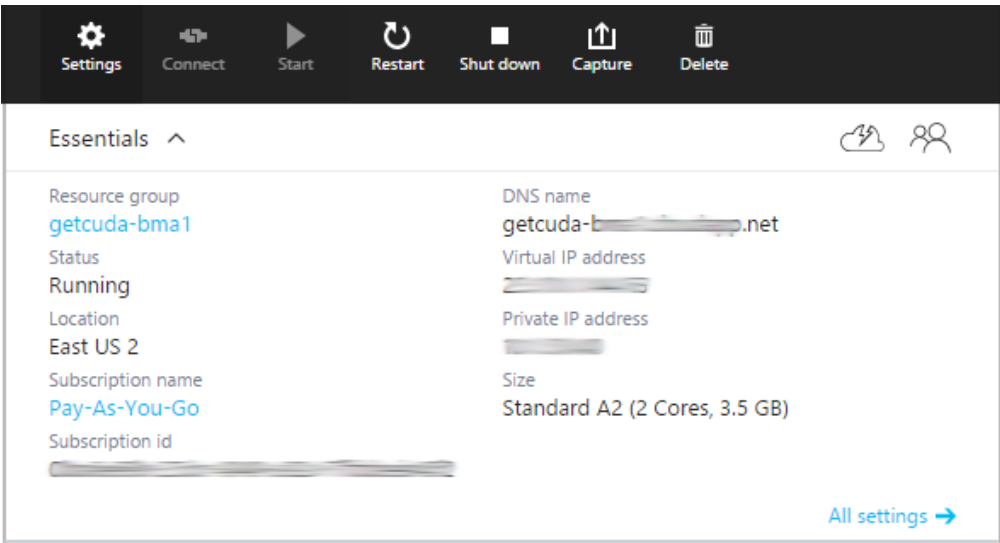 Settings Connect Start Restart Shut down Capture Delete
Essentials
Resource group
getcuda-bma1
Status
Running
Location
East US 2
Subscription name
Pay-As-You-Go
Subscription id
DNS name
getcuda-b .net
Virtual IP address
Private IP address
Size
Standard A2 (2 Cores, 3.5 GB)
All settings